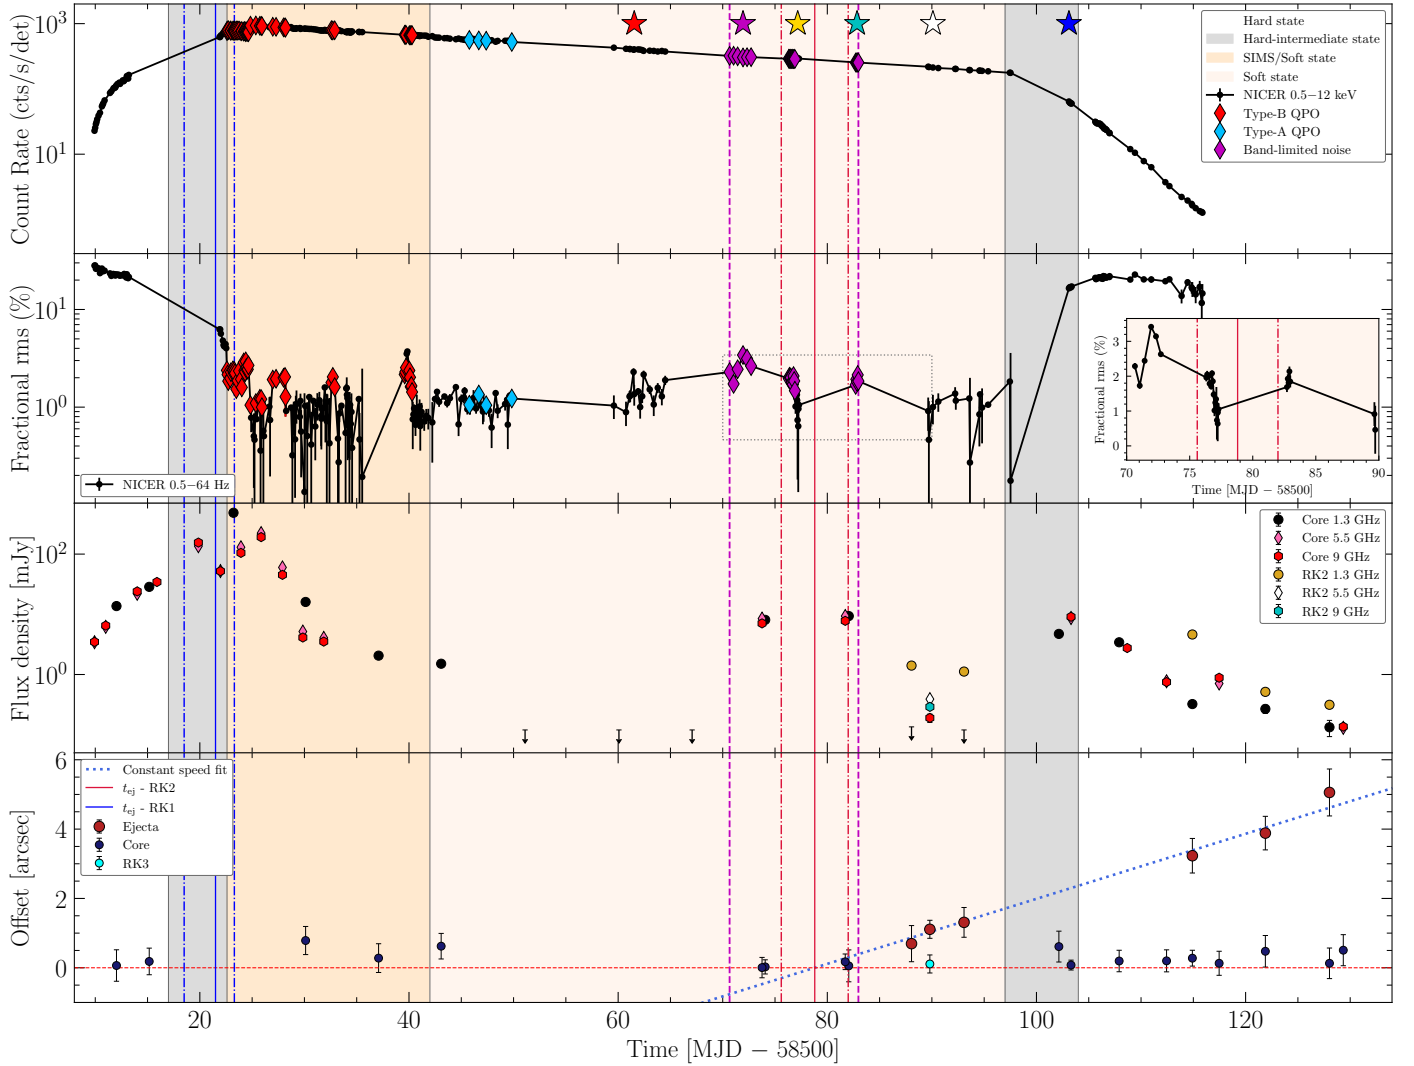 10³
10¹
Count Rate (cts/s/det)
Hard state
Hard-intermediate state
SIMS/Soft state
Soft state
NICER 0.5−12 keV
Type-B QPO
Type-A QPO
Band-limited noise
10¹
10⁰
Fractional rms (%)
NICER 0.5−64 Hz
3
2
1
0
Fractional rms (%)
70 75 80 85 90
Time [MJD − 58500]
10²
10⁰
Flux density [mJy]
Core 1.3 GHz
Core 5.5 GHz
Core 9 GHz
RK2 1.3 GHz
RK2 5.5 GHz
RK2 9 GHz
6
4
2
0
Offset [arcsec]
Constant speed fit
t_ej - RK2
t_ej - RK1
Ejecta
Core
RK3
20 40 60 80 100 120
Time [MJD − 58500]